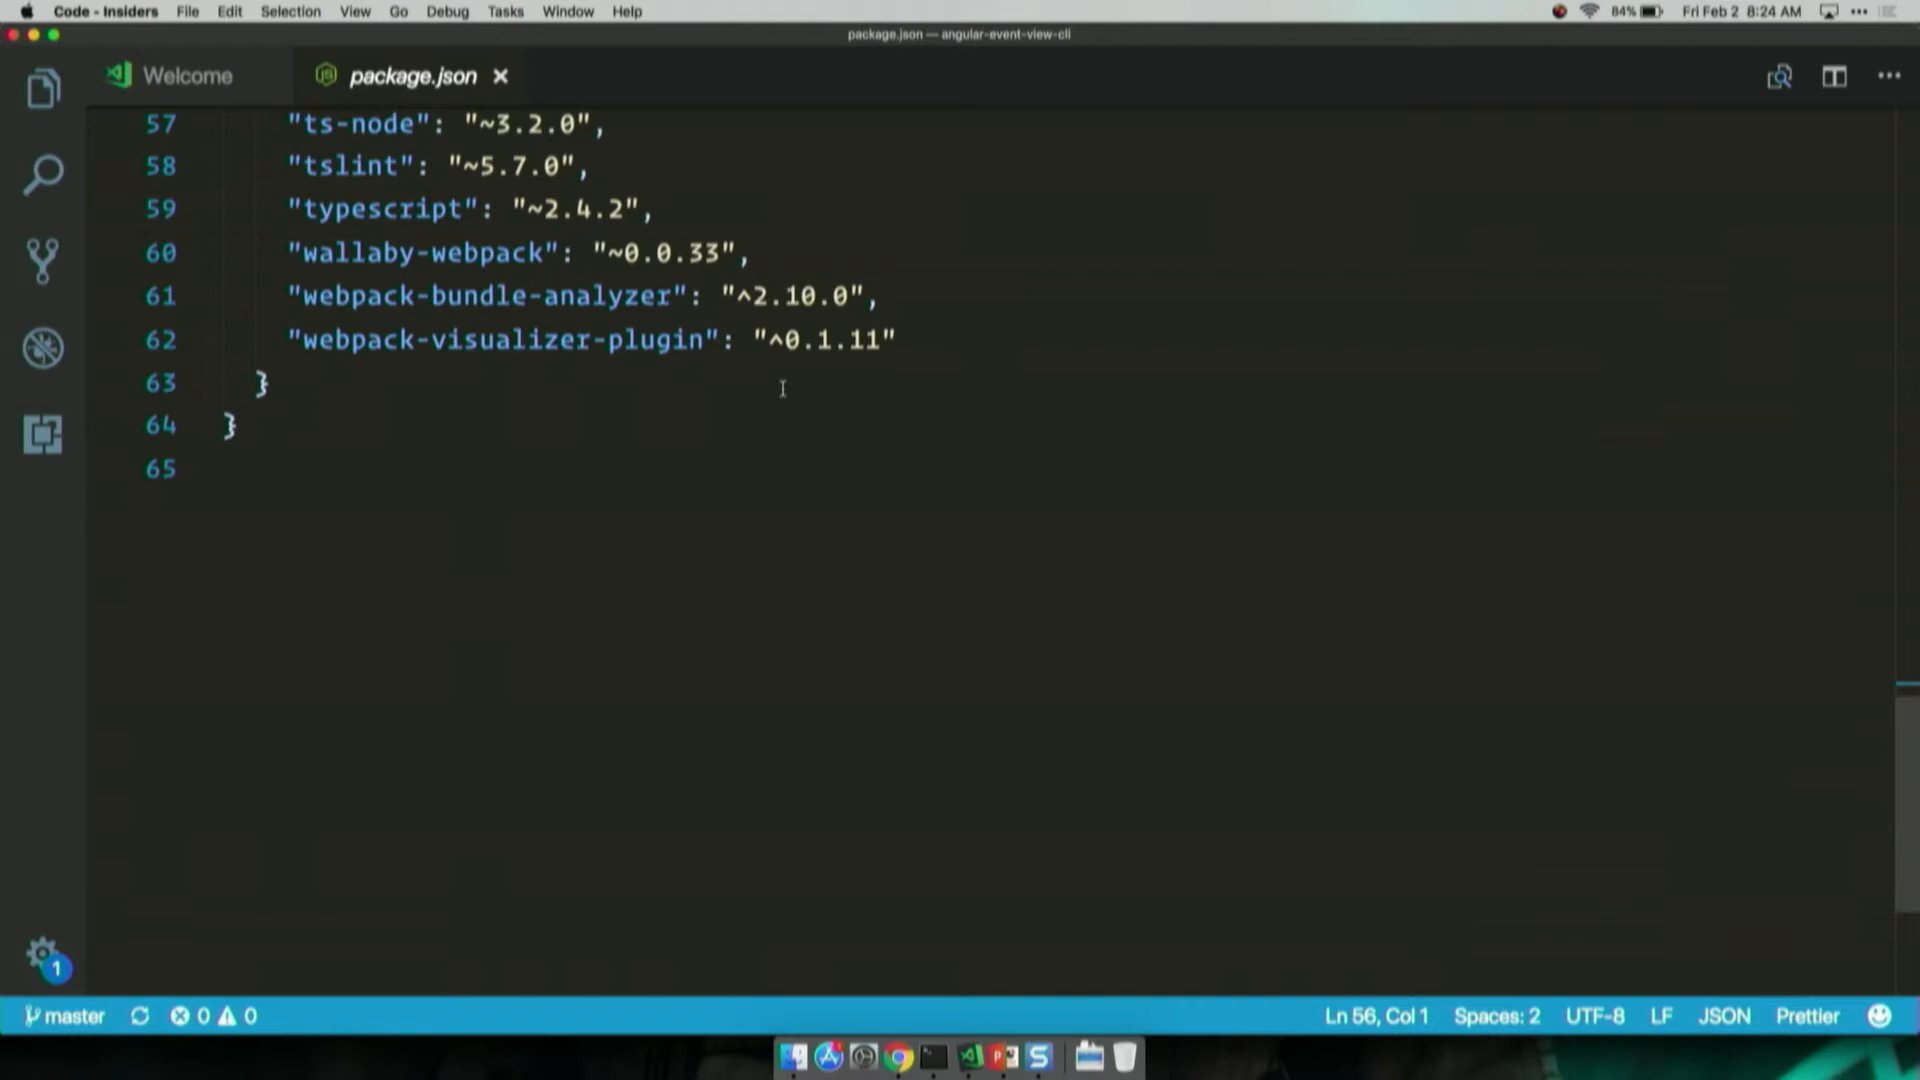 Code - Insiders File Edit Selection View Go Debug Tasks Window Help 84% Fri Feb 2 8:24 AM
package.json — angular-event-view-cli
Welcome package.json
57 "ts-node": "~3.2.0",
58 "tslint": "~5.7.0",
59 "typescript": "~2.4.2",
60 "wallaby-webpack": "~0.0.33",
61 "webpack-bundle-analyzer": "^2.10.0",
62 "webpack-visualizer-plugin": "^0.1.11"
63 }
64 }
65
1
master 0 0 Ln 56, Col 1 Spaces: 2 UTF-8 LF JSON Prettier